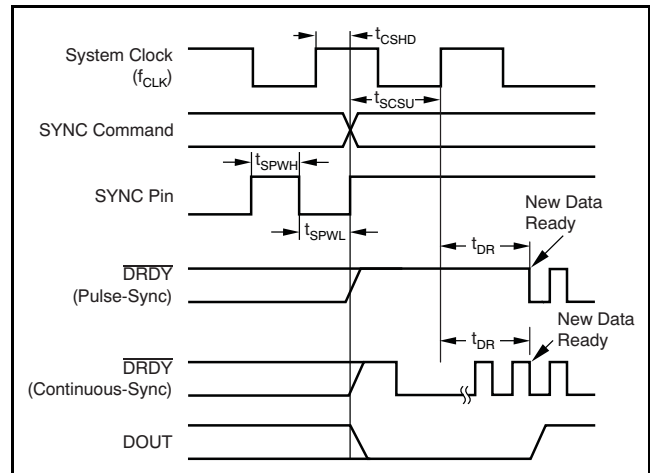 System Clock
(fCLK)
tCSHD
tSCSU
SYNC Command
tSPWH
SYNC Pin
tSPWL
New Data
Ready
tDR
DRDY
(Pulse-Sync)
New Data
Ready
tDR
DRDY
(Continuous-Sync)
DOUT